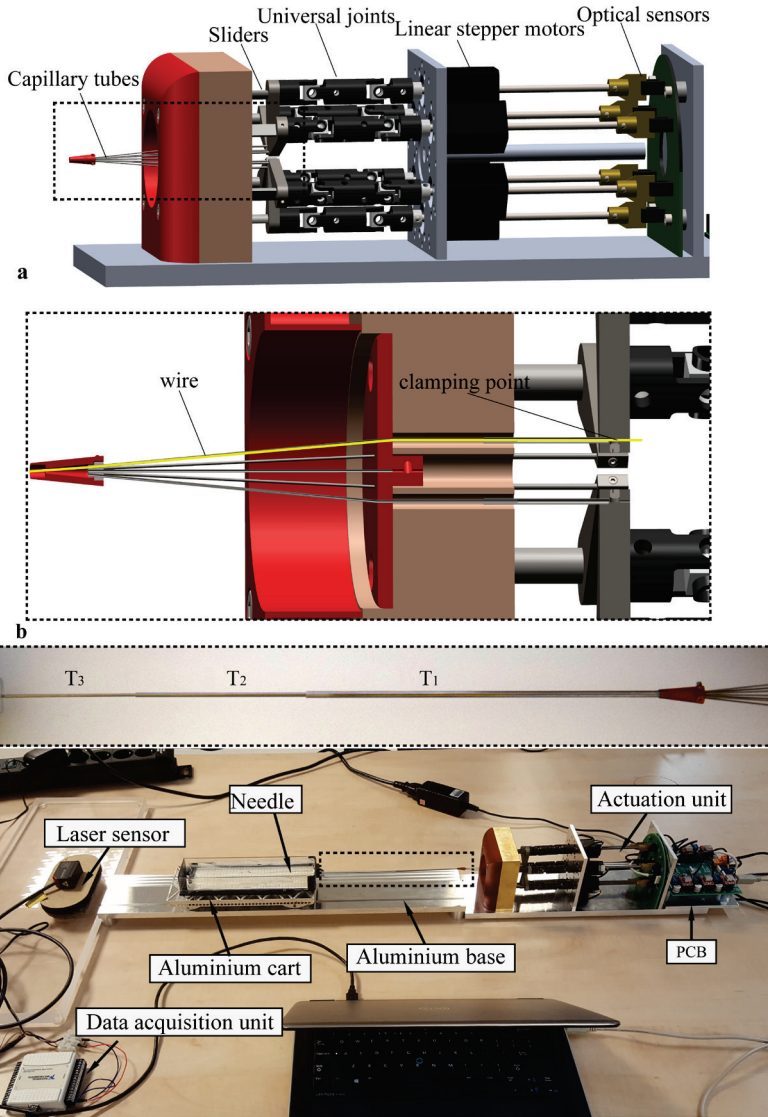 Optical sensors
Universal joints
Linear stepper motors
Sliders
Capillary tubes
a
wire
clamping point
b
T3
T2
T1
Needle
Actuation unit
Laser sensor
PCB
Aluminium base
Aluminium cart
Data acquisition unit